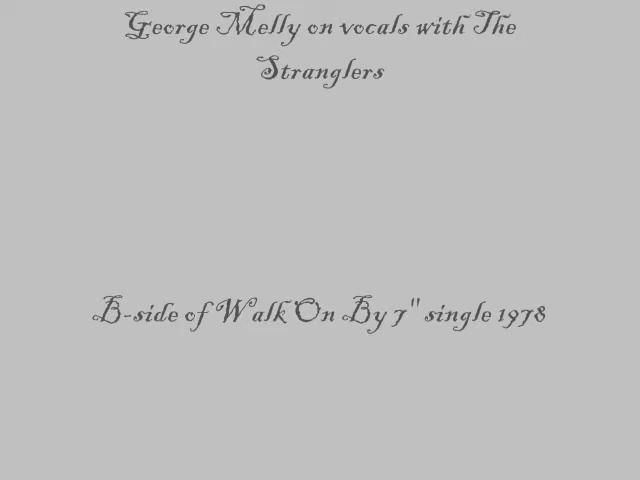 George Melly on vocals with The
Stranglers
B-side of Walk On By 7" single 1978